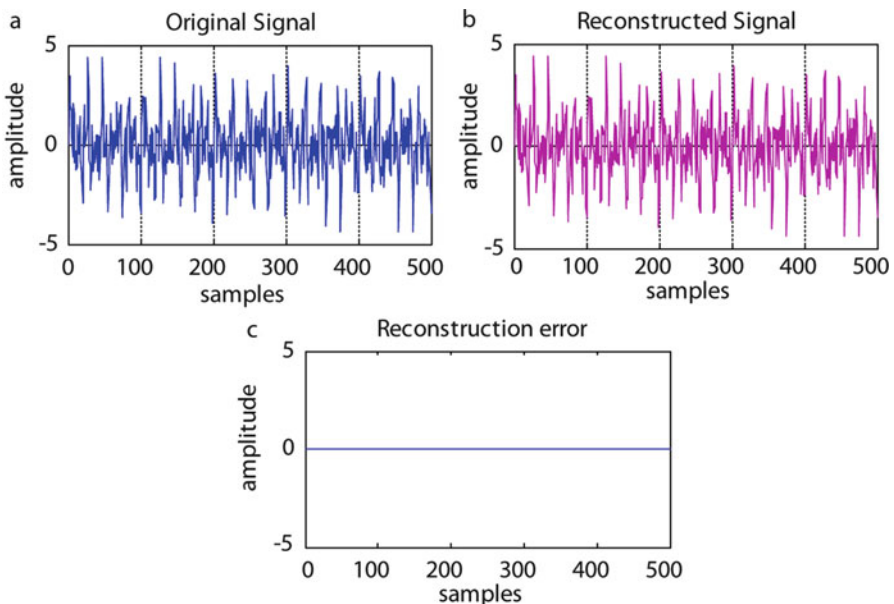 a
Original Signal
5
0
-5
amplitude
0 100 200 300 400 500
samples
b
Reconstructed Signal
5
0
-5
amplitude
0 100 200 300 400 500
samples
c
Reconstruction error
5
0
-5
amplitude
0 100 200 300 400 500
samples